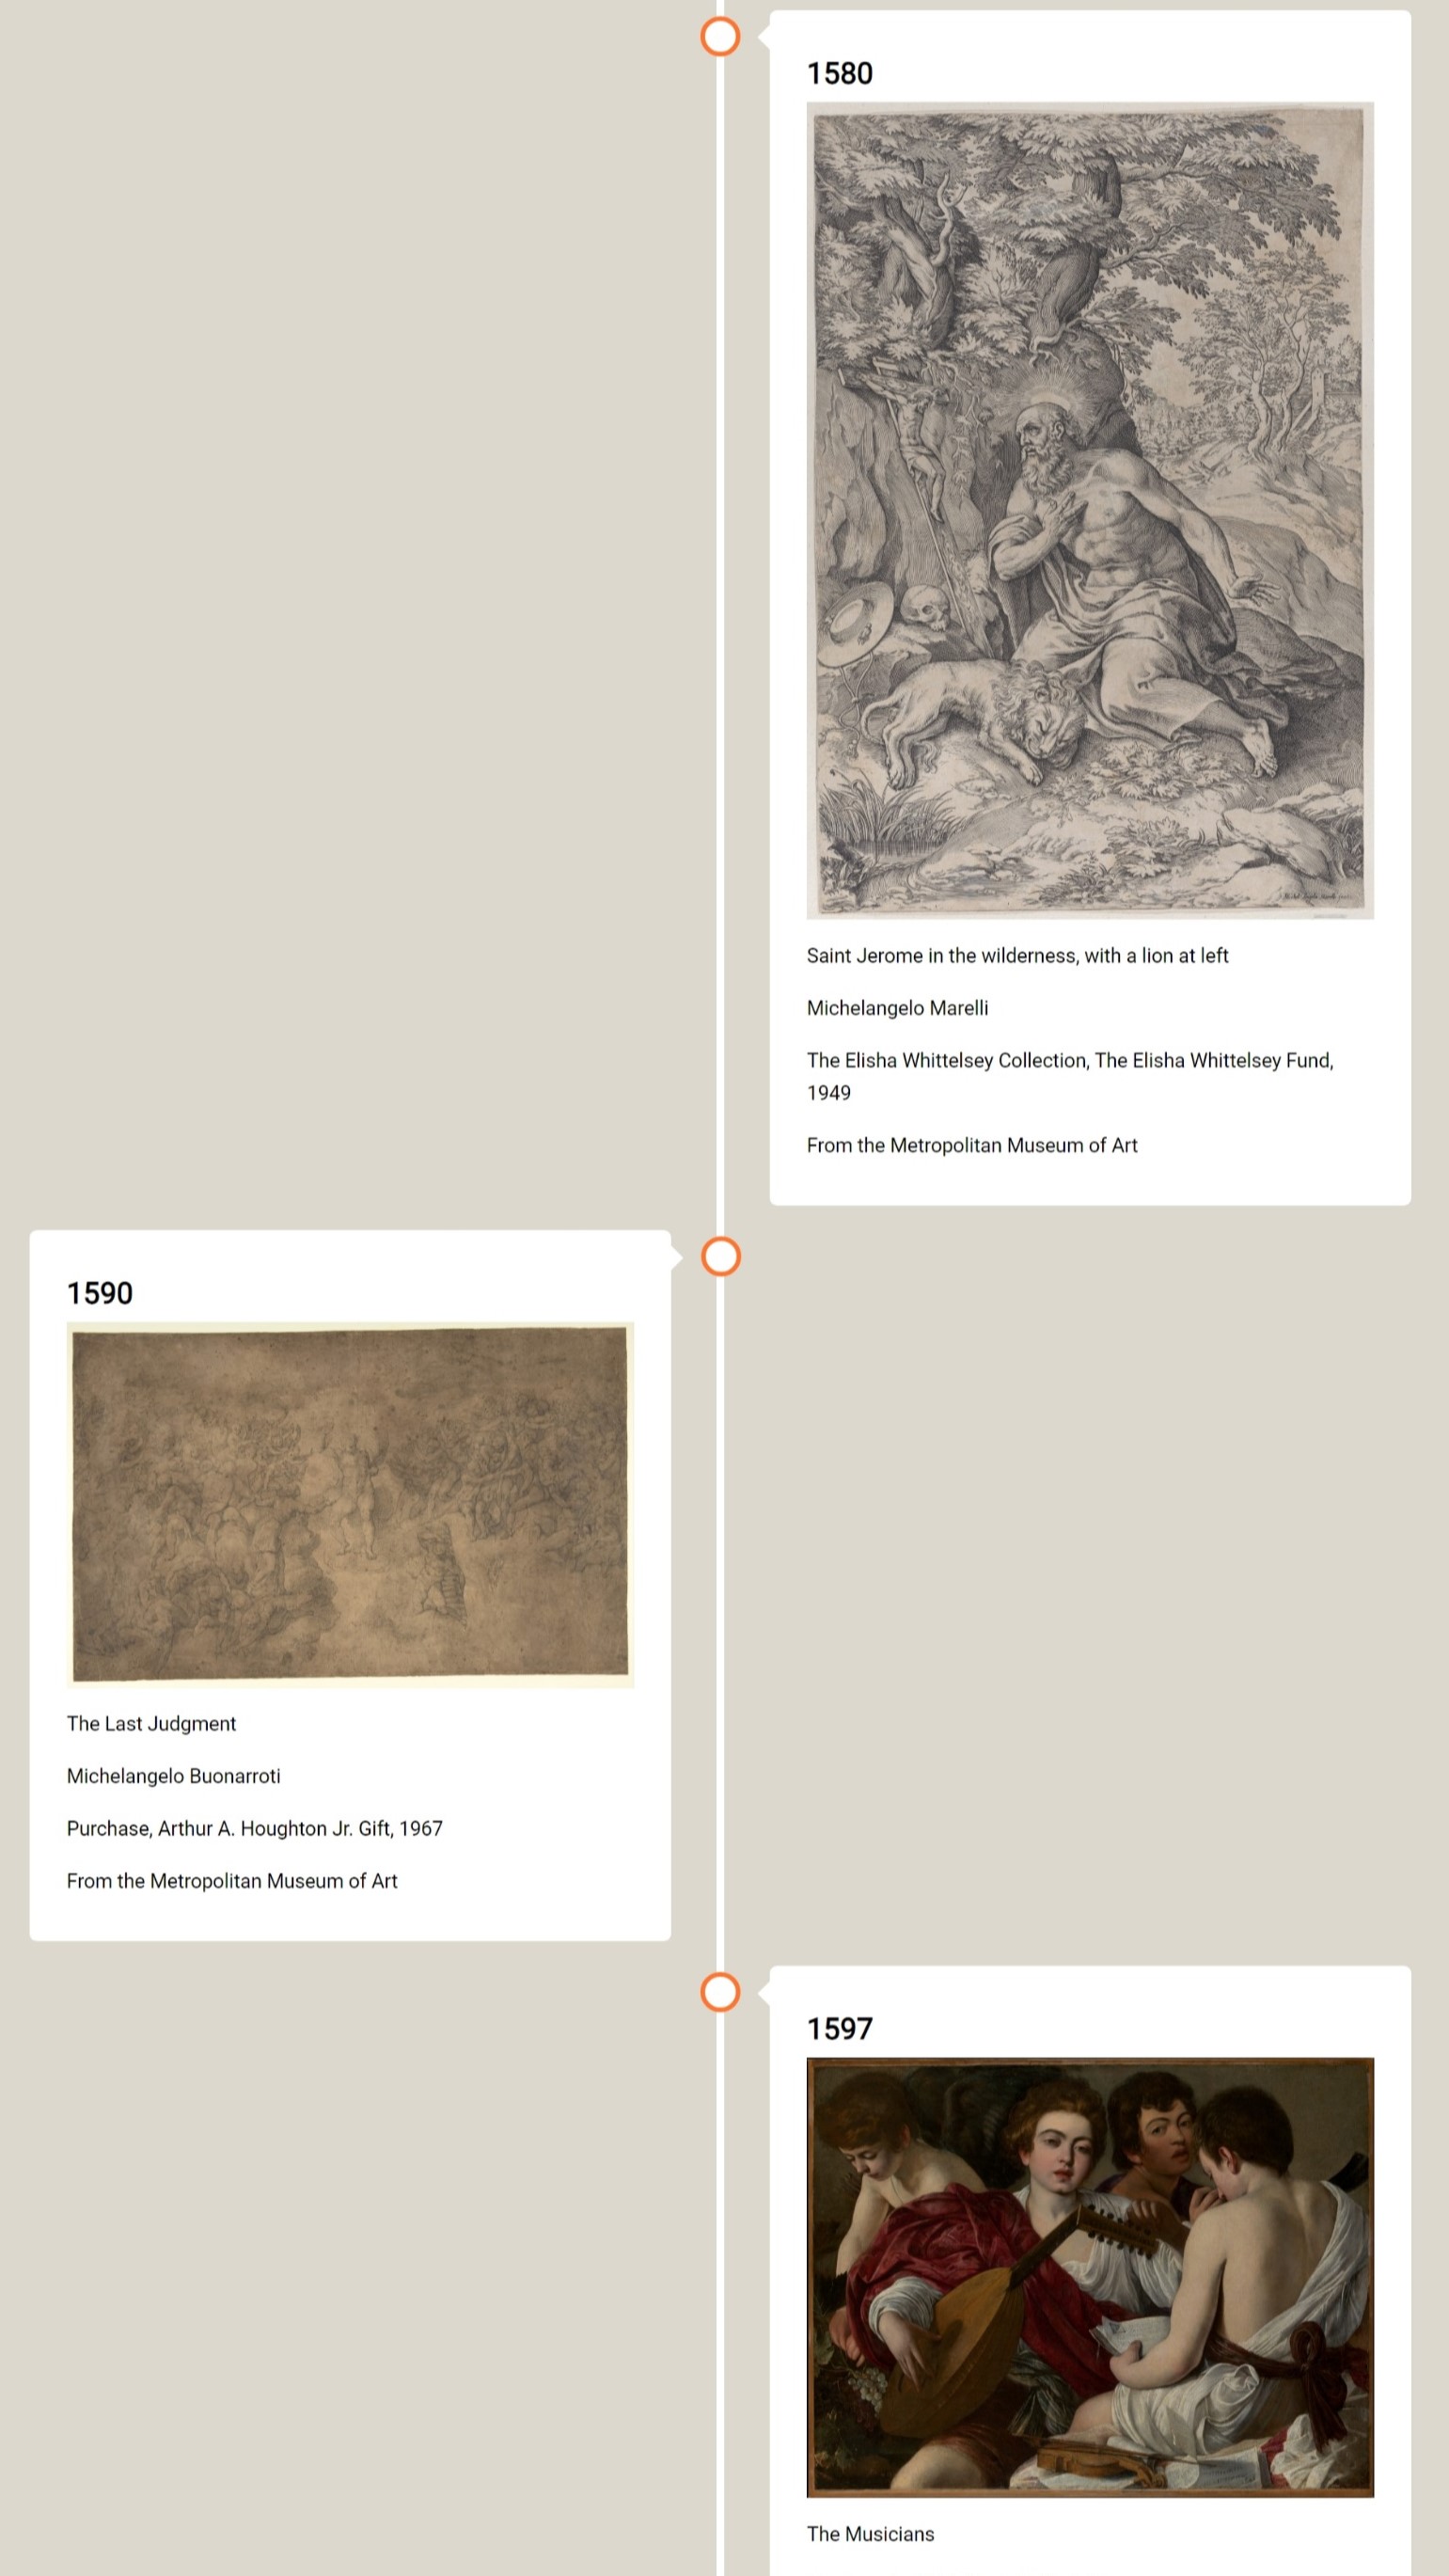 1580
Saint Jerome in the wilderness, with a lion at left
Michelangelo Marelli
The Elisha Whittelsey Collection, The Elisha Whittelsey Fund,
1949
From the Metropolitan Museum of Art
1590
The Last Judgment
Michelangelo Buonarroti
Purchase, Arthur A. Houghton Jr. Gift, 1967
From the Metropolitan Museum of Art
1597
The Musicians